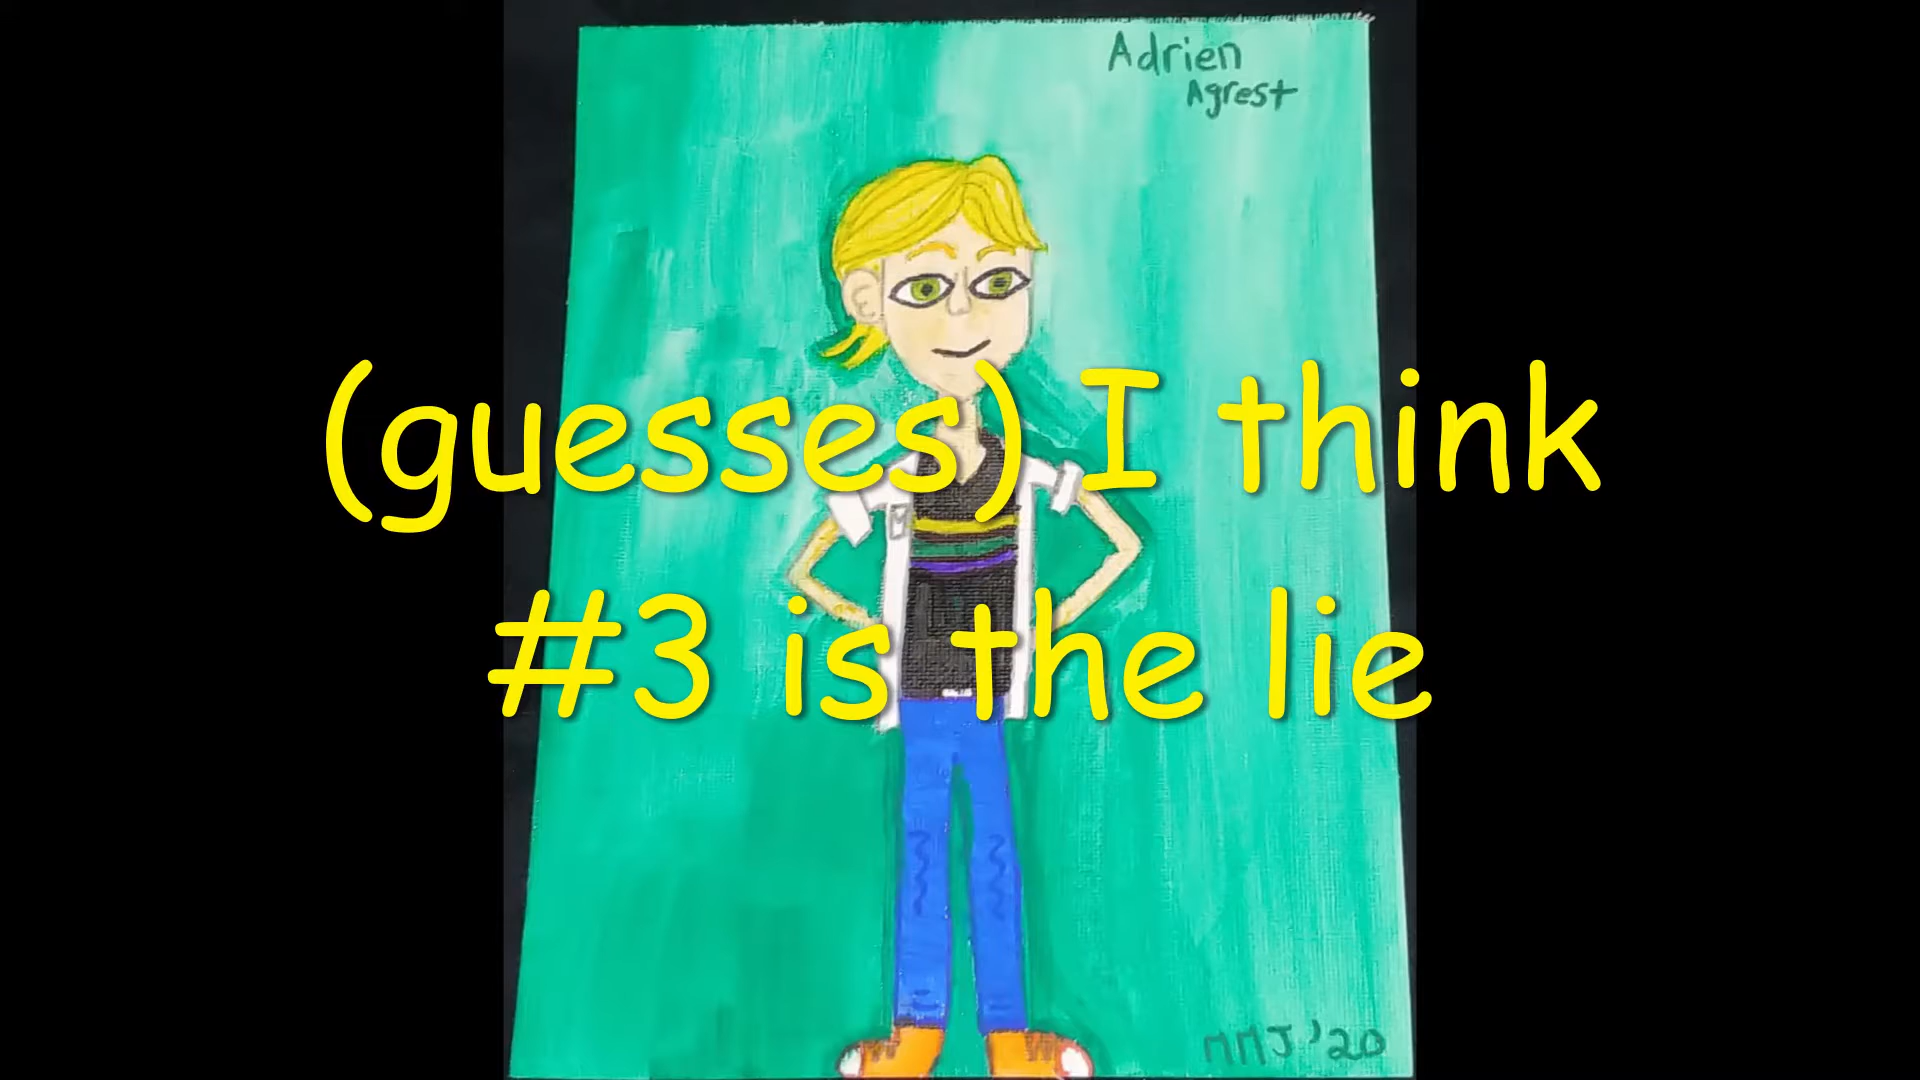 Adrien
Agrest
(guesses) I think
#3 is the lie
MMJ '20